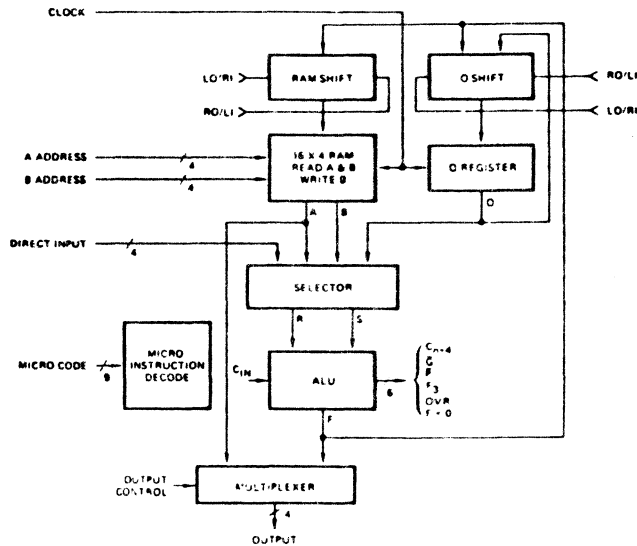 CLOCK
LO/RI
RAM SHIFT
Q SHIFT
RO/LI
RO/LI
LO/RI
A ADDRESS
4
16 X 4 RAM
READ A & B
WRITE B
Q REGISTER
B ADDRESS
4
A
B
Q
DIRECT INPUT
4
SELECTOR
R
S
MICRO
INSTRUCTION
DECODE
MICRO CODE
9
CIN
ALU
6
Cn+4
G
P
F3
OVR
F = 0
F
OUTPUT
CONTROL
MULTIPLEXER
4
OUTPUT